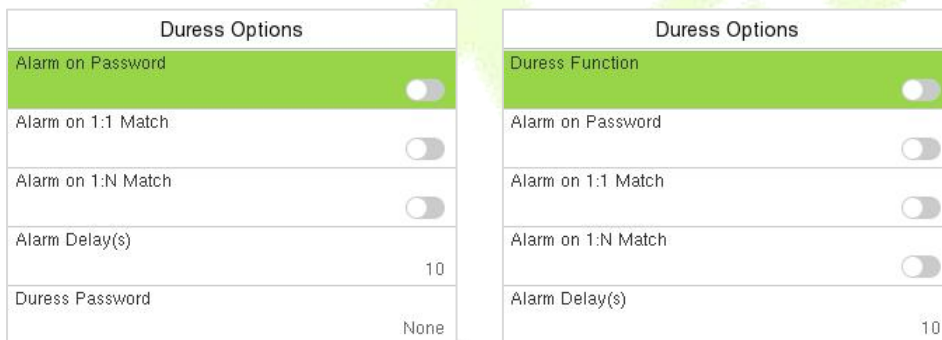 Duress Options
Alarm on Password
Alarm on 1:1 Match
Alarm on 1:N Match
Alarm Delay(s)
10
Duress Password
None
Duress Options
Duress Function
Alarm on Password
Alarm on 1:1 Match
Alarm on 1:N Match
Alarm Delay(s)
10